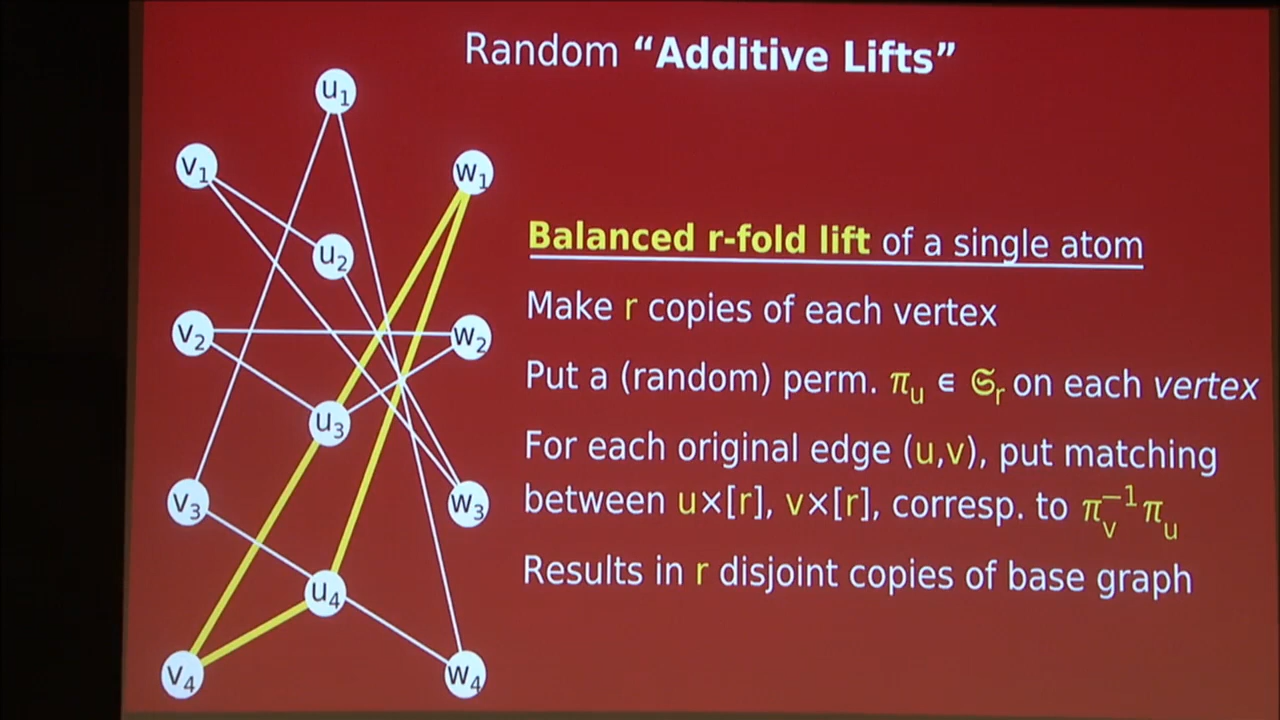 Random “Additive Lifts”
u₁
v₁
w₁
u₂
v₂
w₂
u₃
v₃
w₃
u₄
v₄
w₄
Balanced r-fold lift of a single atom
Make r copies of each vertex
Put a (random) perm. πᵤ ∈ 𝔖ᵣ on each vertex
For each original edge (u,v), put matching
between u×[r], v×[r], corresp. to πᵥ⁻¹πᵤ
Results in r disjoint copies of base graph